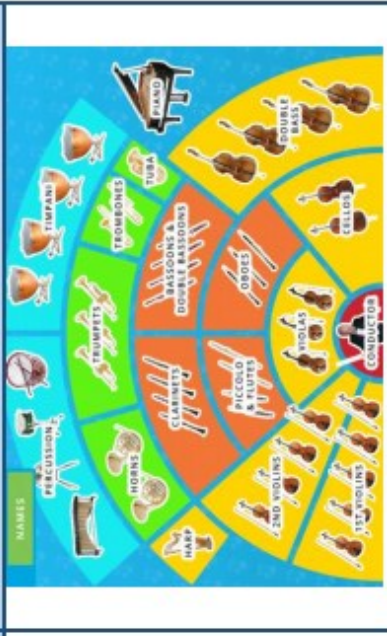 NAMES
PERCUSSION
TIMPANI
HORNS
TRUMPETS
TROMBONES
TUBA
PIANO
HARP
CLARINETS
BASSOONS &
DOUBLE BASSOONS
PICCOLO
& FLUTES
OBOES
2ND VIOLINS
1ST VIOLINS
VIOLAS
CELLOS
DOUBLE
BASS
CONDUCTOR